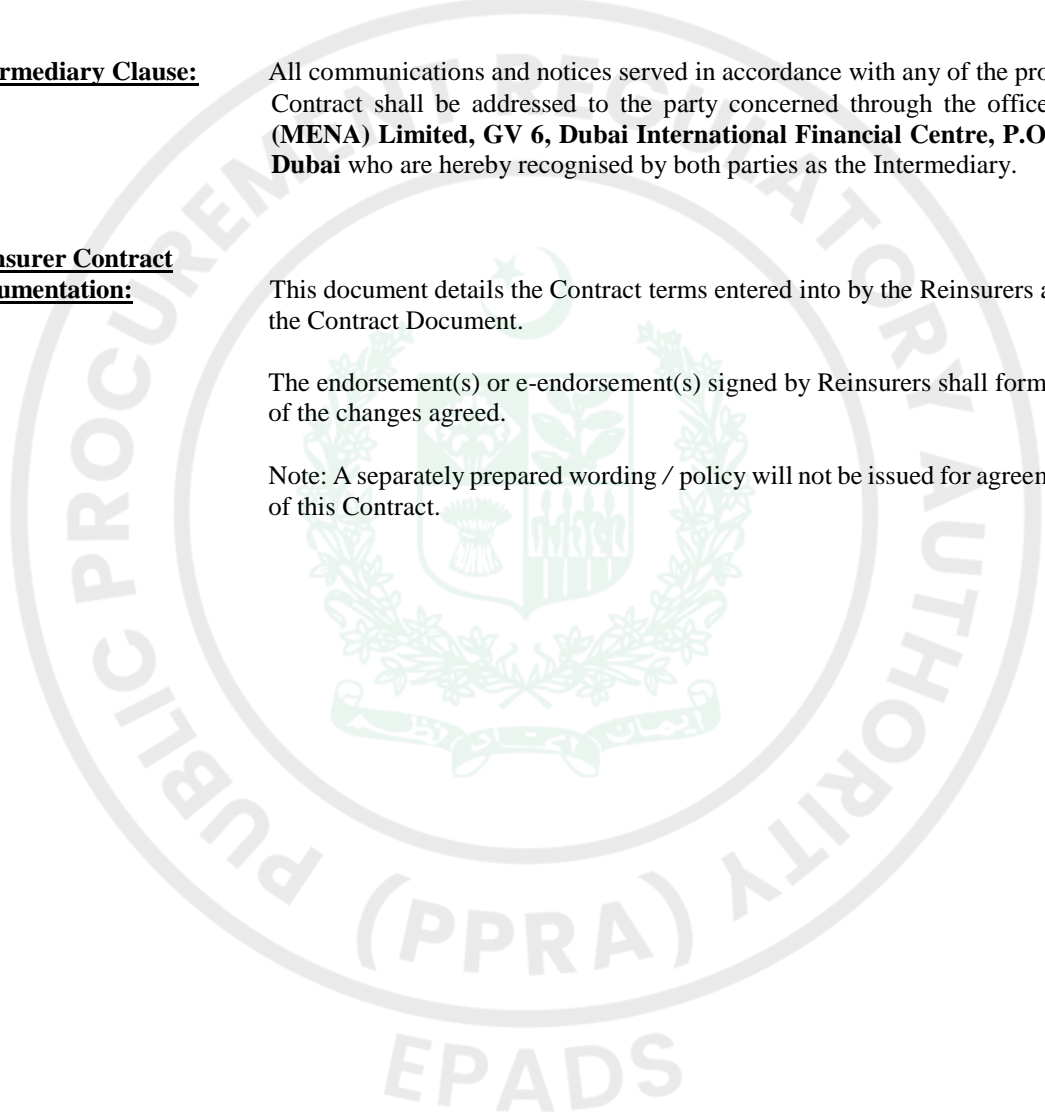 ermediary Clause: All communications and notices served in accordance with any of the pro
Contract shall be addressed to the party concerned through the office
(MENA) Limited, GV 6, Dubai International Financial Centre, P.O
Dubai who are hereby recognised by both parties as the Intermediary.
nsurer Contract
umentation: This document details the Contract terms entered into by the Reinsurers a
the Contract Document.
The endorsement(s) or e-endorsement(s) signed by Reinsurers shall form
of the changes agreed.
Note: A separately prepared wording / policy will not be issued for agreem
of this Contract.
PUBLIC PROCUREMENT REGULATORY AUTHORITY
(PPRA)
EPADS